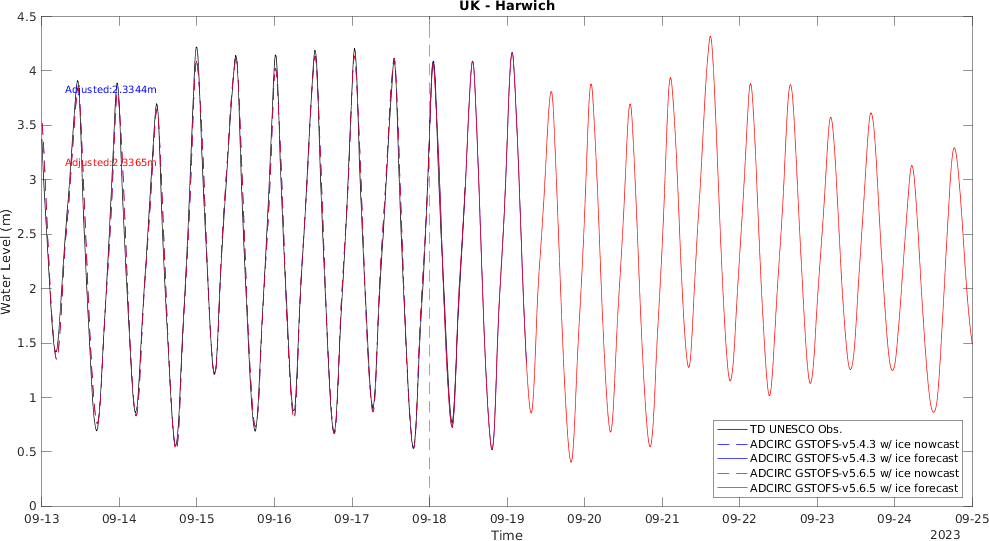 UK - Harwich
4.5
4
3.5
3
2.5
2
1.5
1
0.5
0
Water Level (m)
Adjusted:2.3344m
Adjusted:2.3365m
TD UNESCO Obs.
ADCIRC GSTOFS-v5.4.3 w/ ice nowcast
ADCIRC GSTOFS-v5.4.3 w/ ice forecast
ADCIRC GSTOFS-v5.6.5 w/ ice nowcast
ADCIRC GSTOFS-v5.6.5 w/ ice forecast
09-13 09-14 09-15 09-16 09-17 09-18 09-19 09-20 09-21 09-22 09-23 09-24 09-25
Time
2023